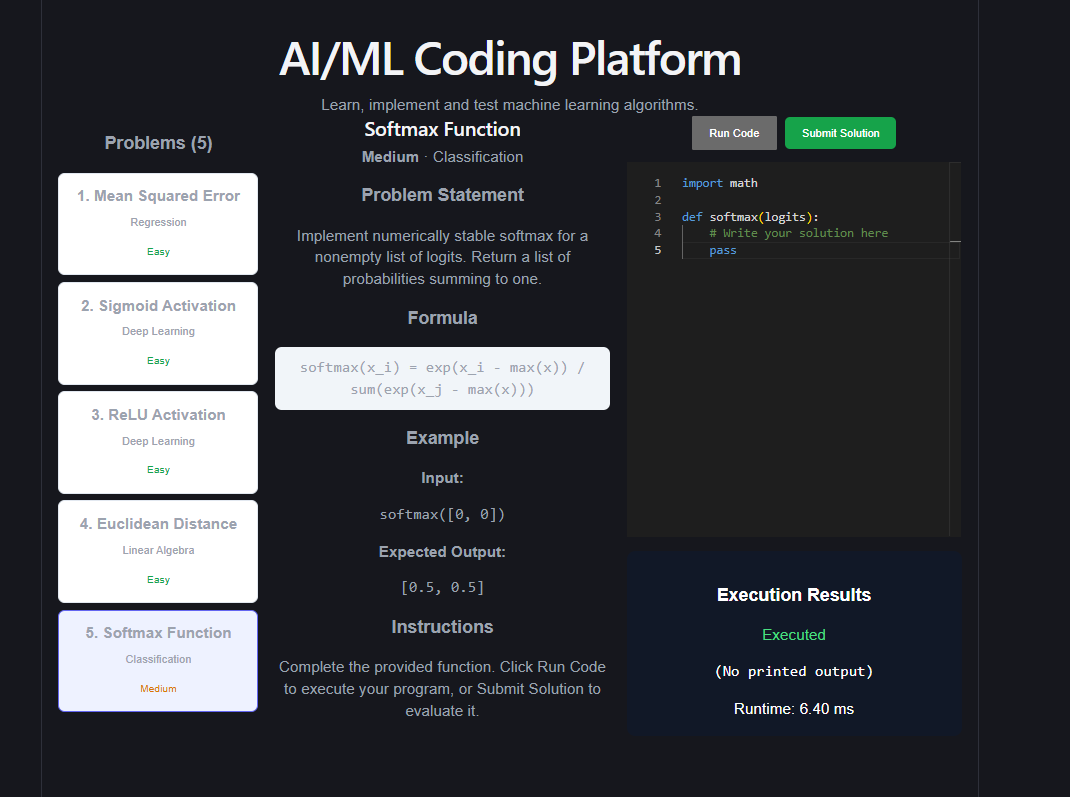 AI/ML Coding Platform
Learn, implement and test machine learning algorithms.
Problems (5)
1. Mean Squared Error
Regression
Easy
2. Sigmoid Activation
Deep Learning
Easy
3. ReLU Activation
Deep Learning
Easy
4. Euclidean Distance
Linear Algebra
Easy
5. Softmax Function
Classification
Medium
Softmax Function
Medium · Classification
Problem Statement
Implement numerically stable softmax for a
nonempty list of logits. Return a list of
probabilities summing to one.
Formula
softmax(x_i) = exp(x_i - max(x)) /
sum(exp(x_j - max(x)))
Example
Input:
softmax([0, 0])
Expected Output:
[0.5, 0.5]
Instructions
Complete the provided function. Click Run Code
to execute your program, or Submit Solution to
evaluate it.
Run Code
Submit Solution
1 import math
2
3 def softmax(logits):
4     # Write your solution here
5     pass
Execution Results
Executed
(No printed output)
Runtime: 6.40 ms